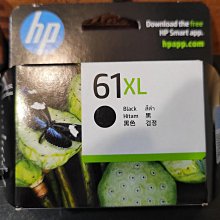 hp
Download the free
HP Smart app.
hpapp.com
61XL
Black สีดำ
Hitam 黑
黑色 검정